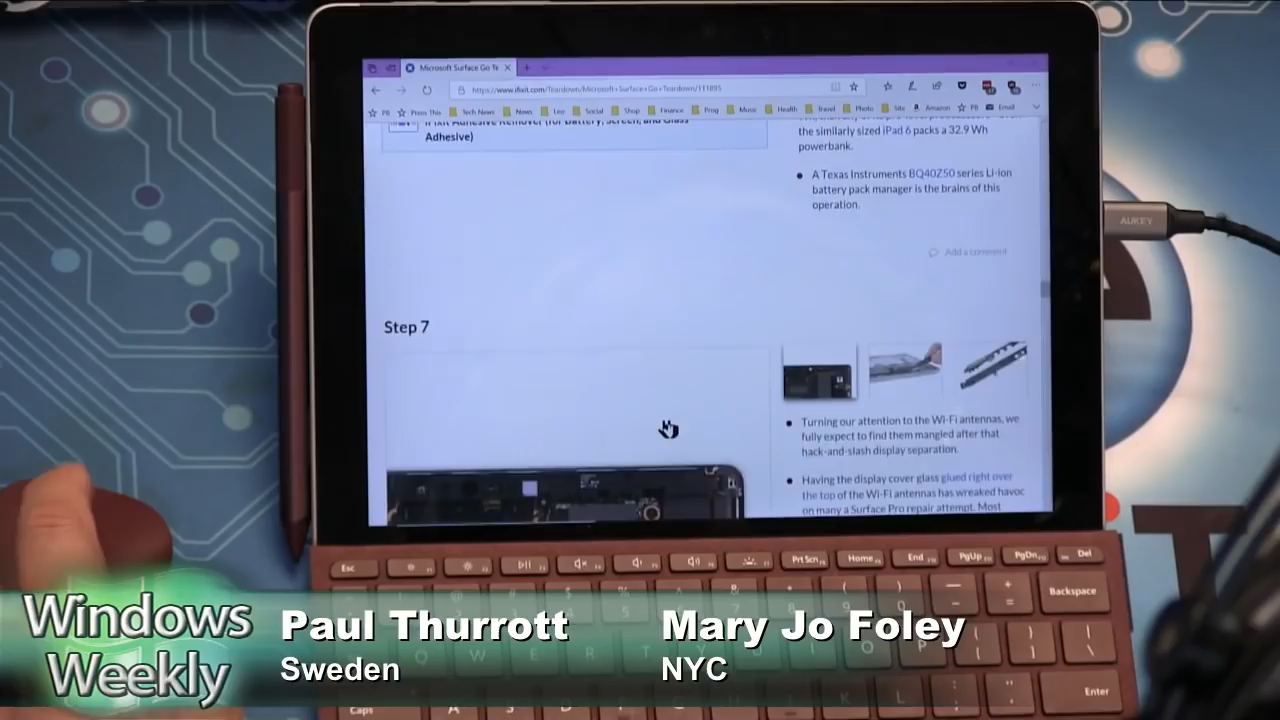 Microsoft Surface Go Te
https://www.ifixit.com/Teardown/Microsoft+Surface+Go+Teardown/111895
PB
Press This
Tech News
News
Leo
Social
Shop
Finance
Prog
Music
Health
Travel
Photo
Site
Amazon
PB
Email
Adhesive)
the similarly sized iPad 6 packs a 32.9 Wh
powerbank.
A Texas Instruments BQ40Z50 series Li-ion
battery pack manager is the brains of this
operation.
Add a comment
AUKEY
Step 7
Turning our attention to the Wi-Fi antennas, we
fully expect to find them mangled after that
hack-and-slash display separation.
Having the display cover glass glued right over
the top of the Wi-Fi antennas has wreaked havoc
on many a Surface Pro repair attempt. Most
Esc
PrtScn
Home
End
PgUp
PgDn
Del
Backspace
Enter
Caps
Windows
Weekly
Paul Thurrott
Sweden
Mary Jo Foley
NYC